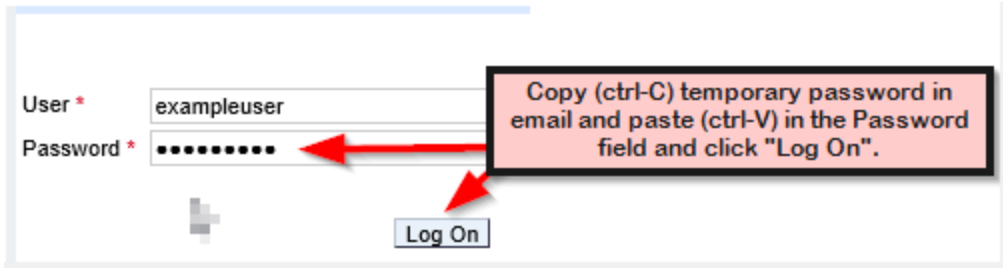 User *
exampleuser
Password *
•••••••••
Copy (ctrl-C) temporary password in
email and paste (ctrl-V) in the Password
field and click "Log On".
Log On